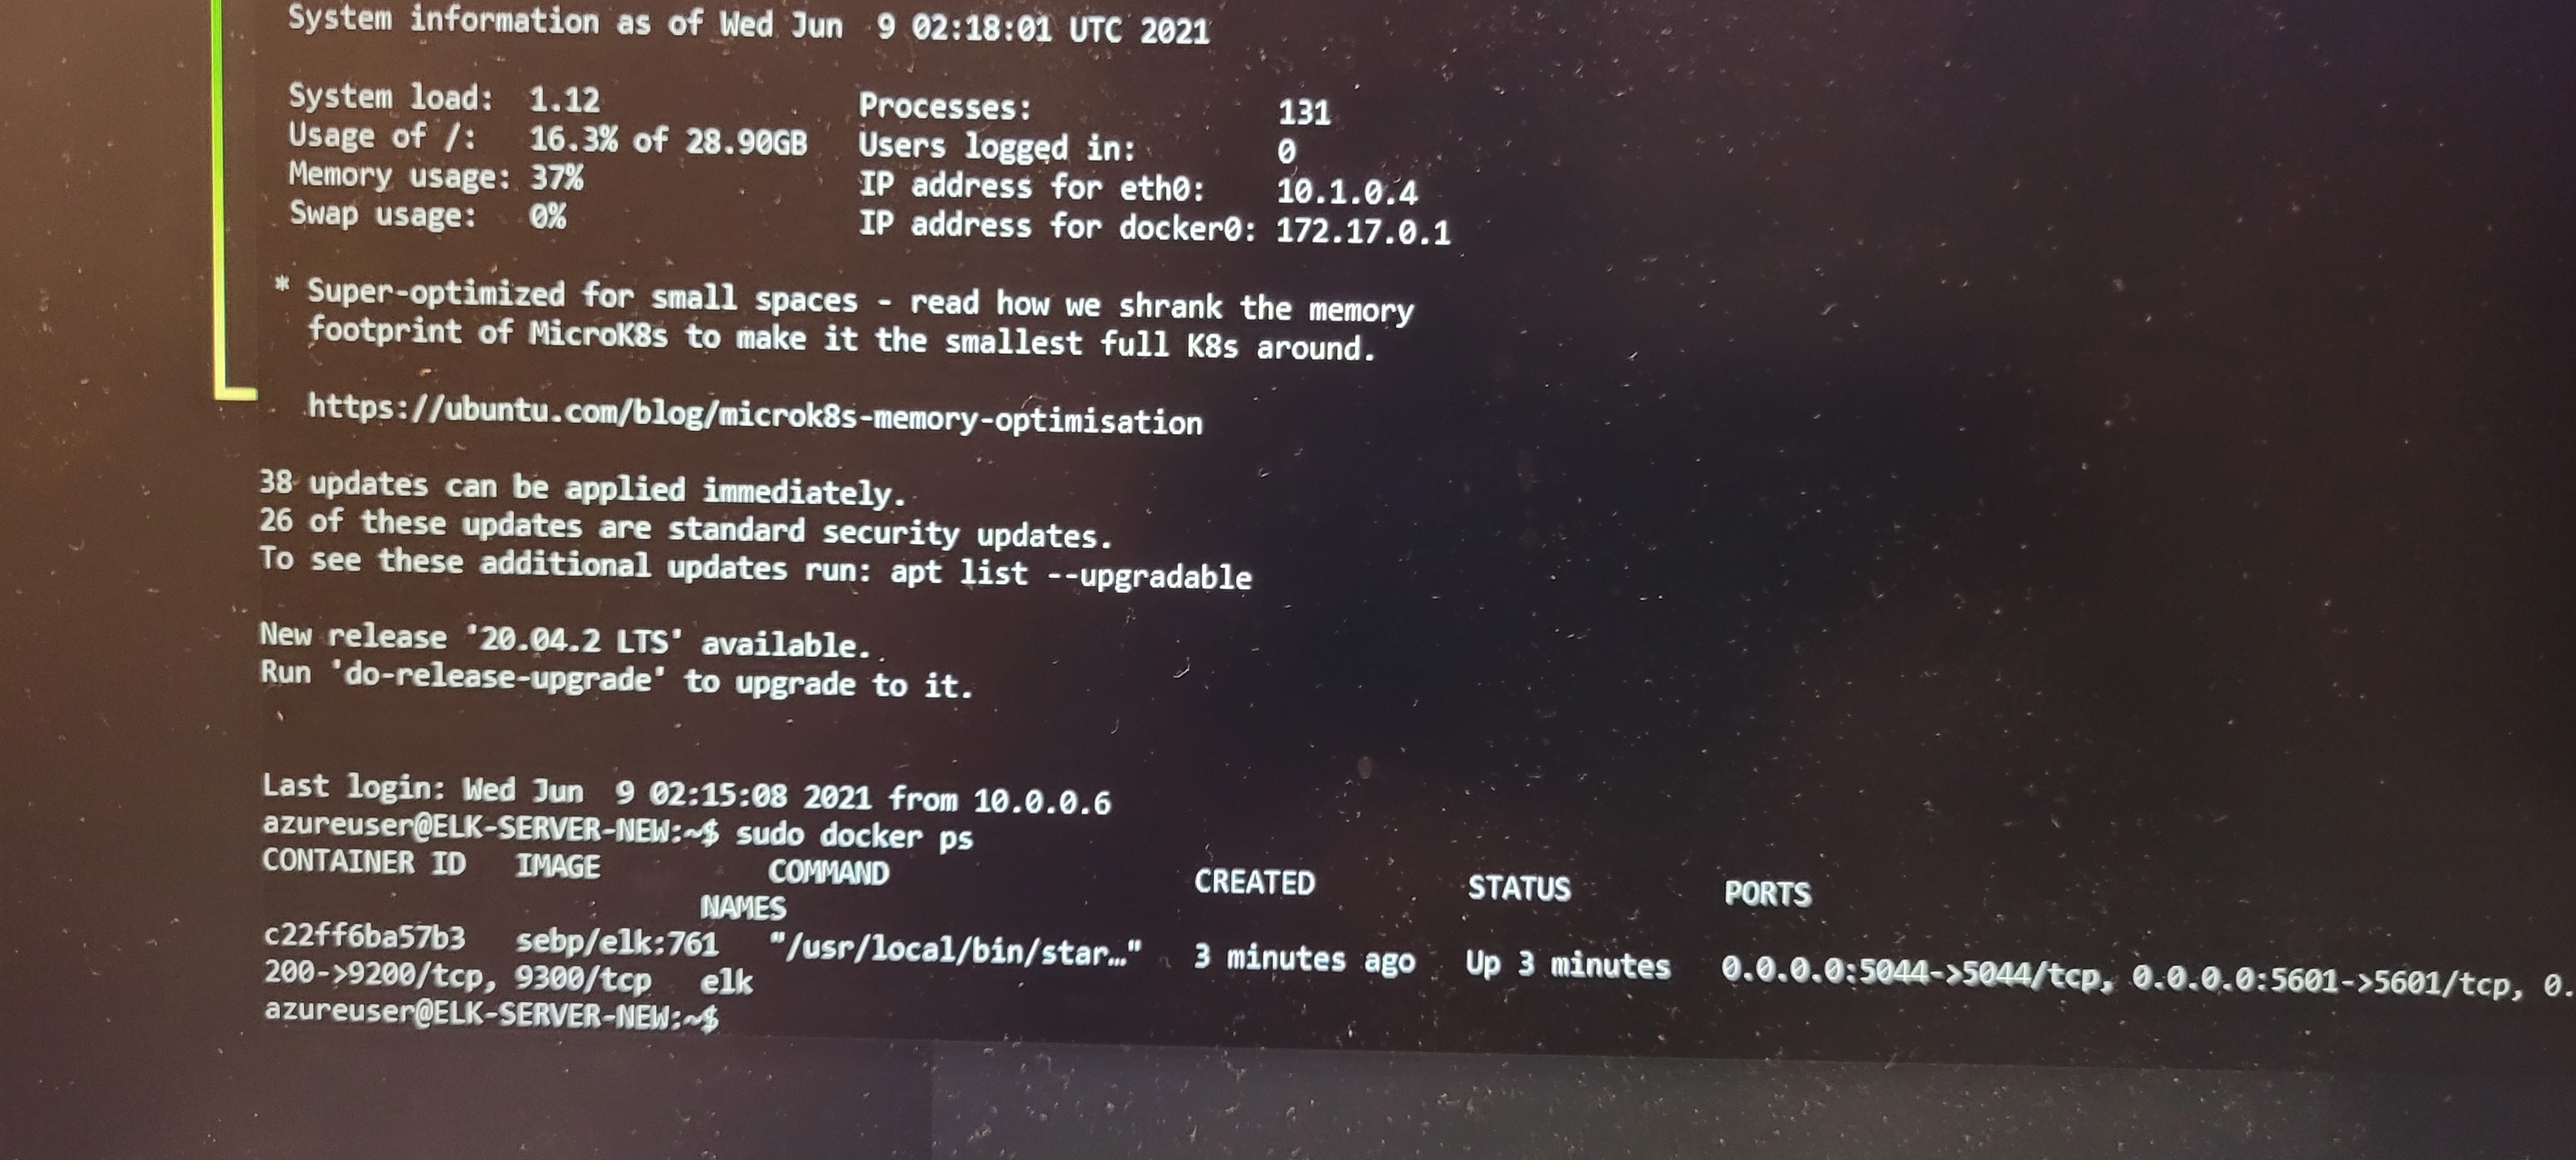 System information as of Wed Jun  9 02:18:01 UTC 2021
System load:  1.12               Processes:              131
Usage of /:   16.3% of 28.90GB   Users logged in:        0
Memory usage: 37%                IP address for eth0:    10.1.0.4
Swap usage:   0%                 IP address for docker0: 172.17.0.1
* Super-optimized for small spaces - read how we shrank the memory
footprint of MicroK8s to make it the smallest full K8s around.
https://ubuntu.com/blog/microk8s-memory-optimisation
38 updates can be applied immediately.
26 of these updates are standard security updates.
To see these additional updates run: apt list --upgradable
New release '20.04.2 LTS' available.
Run 'do-release-upgrade' to upgrade to it.
Last login: Wed Jun  9 02:15:08 2021 from 10.0.0.6
azureuser@ELK-SERVER-NEW:~$ sudo docker ps
CONTAINER ID   IMAGE          COMMAND                  CREATED         STATUS         PORTS
NAMES
c22ff6ba57b3   sebp/elk:761   "/usr/local/bin/star…"   3 minutes ago   Up 3 minutes   0.0.0.0:5044->5044/tcp, 0.0.0.0:5601->5601/tcp, 0.
200->9200/tcp, 9300/tcp   elk
azureuser@ELK-SERVER-NEW:~$